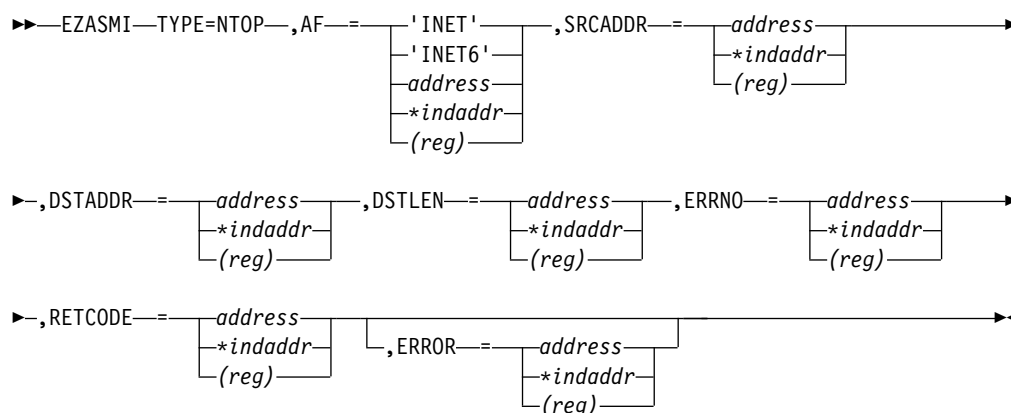 EZASMI TYPE=NTOP ,AF = 'INET' ,SRCADDR = address
'INET6' *indaddr
address (reg)
*indaddr
(reg)
,DSTADDR = address ,DSTLEN = address ,ERRNO = address
*indaddr *indaddr *indaddr
(reg) (reg) (reg)
,RETCODE = address
*indaddr ,ERROR = address
(reg) *indaddr
(reg)